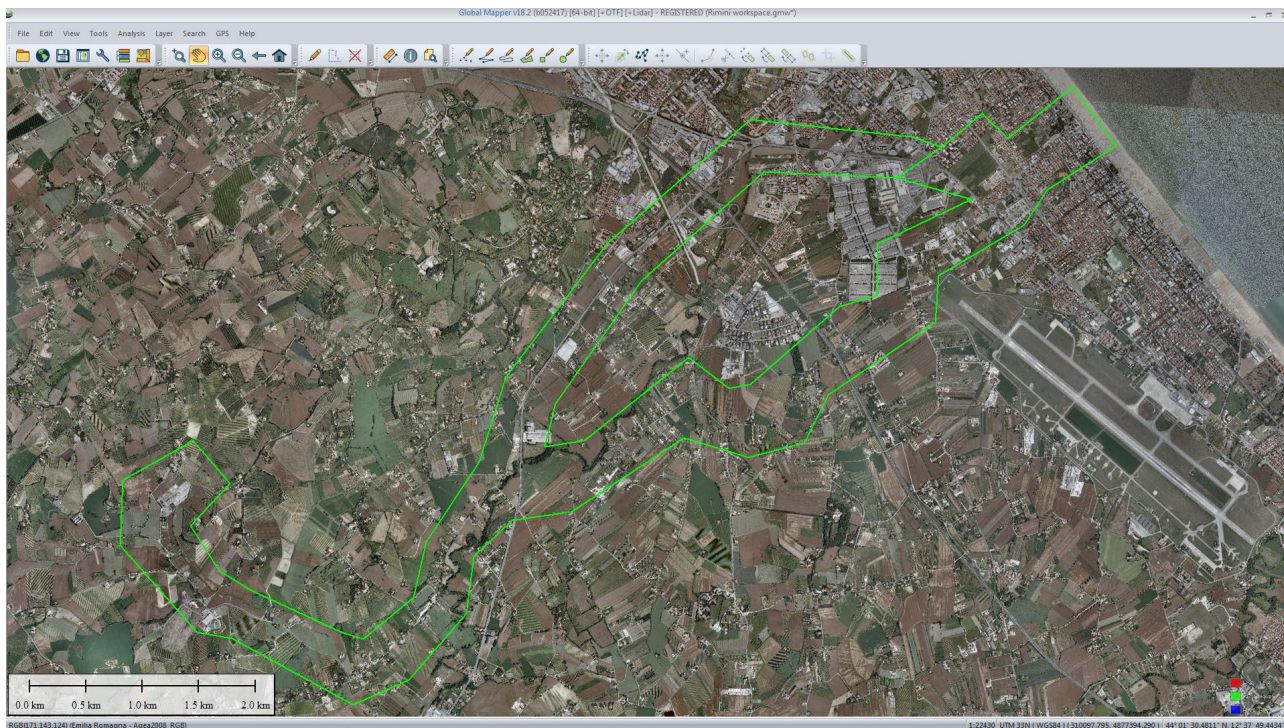 Global Mapper v18.2 (b052417) [64-bit] [+OTF] [+Lidar] - REGISTERED (Rimini workspace.gmw*)
File Edit View Tools Analysis Layer Search GPS Help
0.0 km 0.5 km 1.0 km 1.5 km 2.0 km
RGB(171,143,124) (Emilia Romagna - Agea2008_RGB)
1:22430 UTM 33N ( WGS84 ) ( 310097.795, 4877394.290 ) 44° 01' 30.4811" N, 12° 37' 49.443